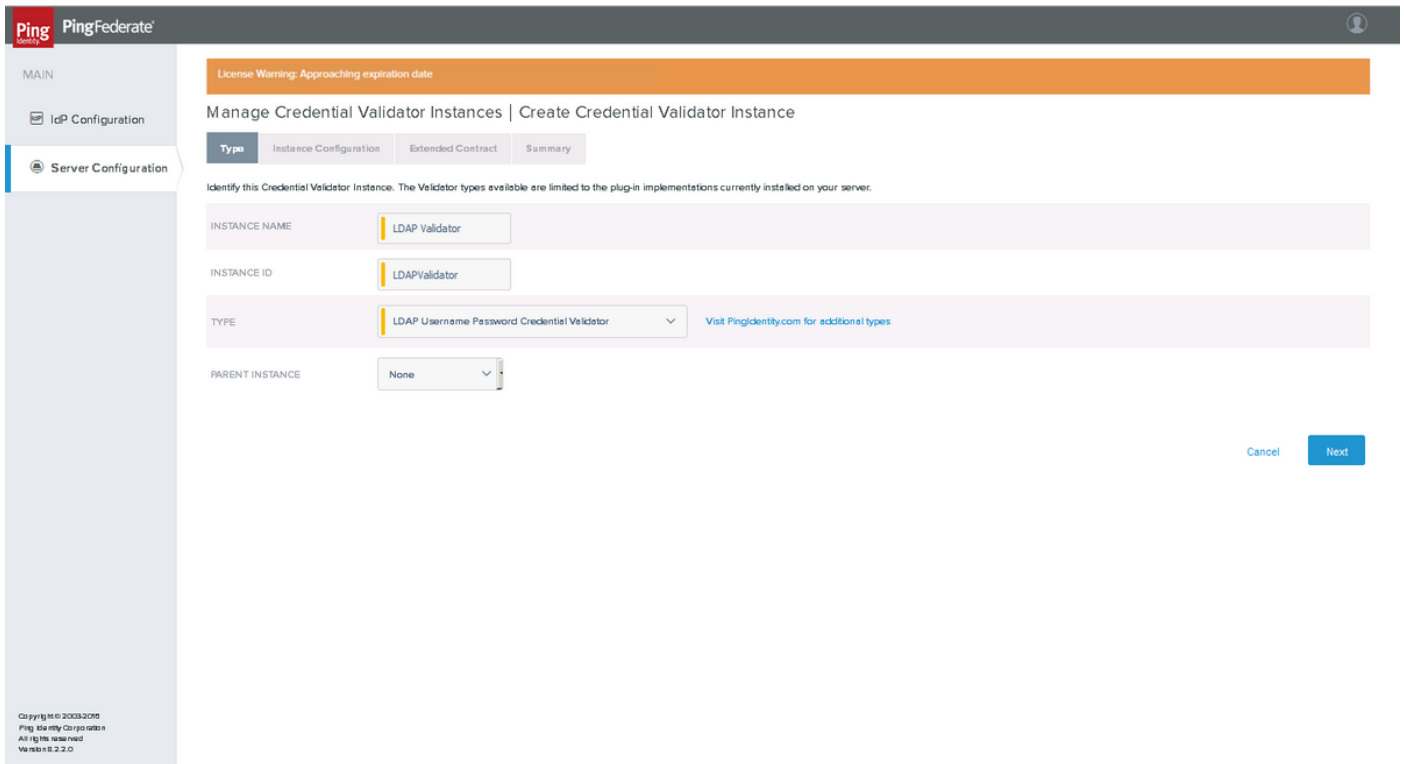 Ping
Identity
PingFederate
MAIN
IdP Configuration
Server Configuration
License Warning: Approaching expiration date
Manage Credential Validator Instances | Create Credential Validator Instance
Type Instance Configuration Extended Contract Summary
Identify this Credential Validator Instance. The Validator types available are limited to the plug-in implementations currently installed on your server.
INSTANCE NAME LDAP Validator
INSTANCE ID LDAPValidator
TYPE LDAP Username Password Credential Validator Visit PingIdentity.com for additional types
PARENT INSTANCE None
Cancel Next
Copyright © 2003-2016
Ping Identity Corporation
All rights reserved
Version 8.2.2.0